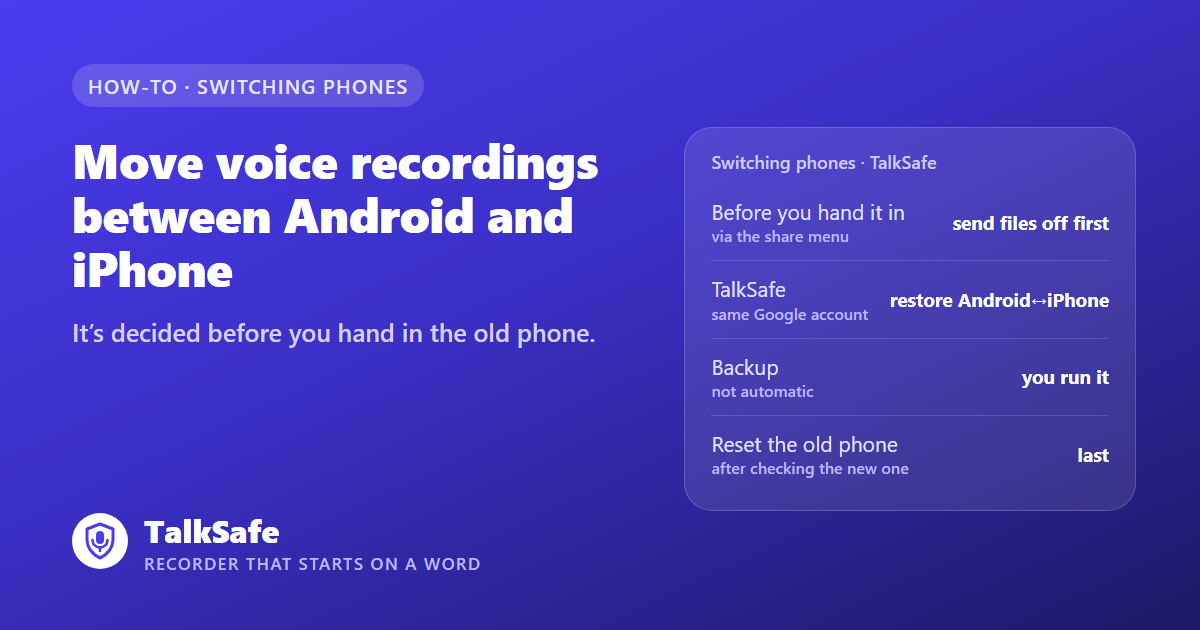 HOW-TO · SWITCHING PHONES
Move voice recordings
between Android and
iPhone
It’s decided before you hand in the old phone.
TalkSafe
RECORDER THAT STARTS ON A WORD
Switching phones · TalkSafe
Before you hand it in
via the share menu
send files off first
TalkSafe
same Google account
restore Android↔iPhone
Backup
not automatic
you run it
Reset the old phone
after checking the new one
last